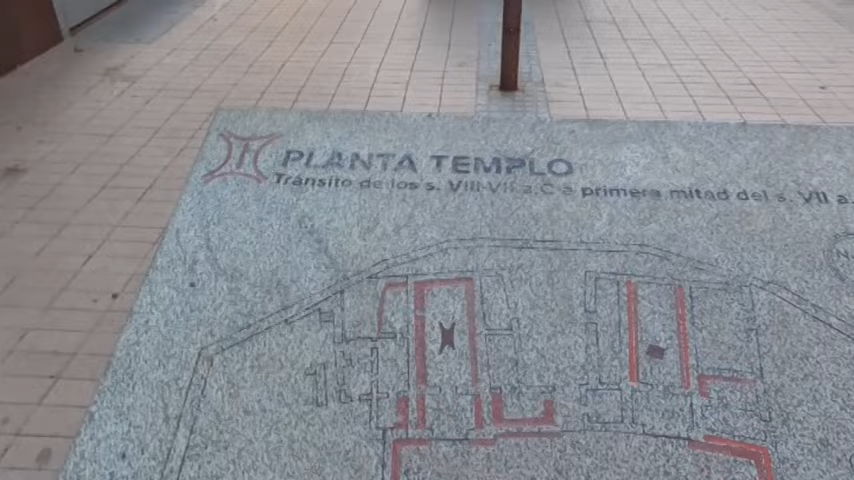 PLANTA TEMPLO
Tránsito de los s. VIII-VII a.C a primera mitad del s. VII a.
N